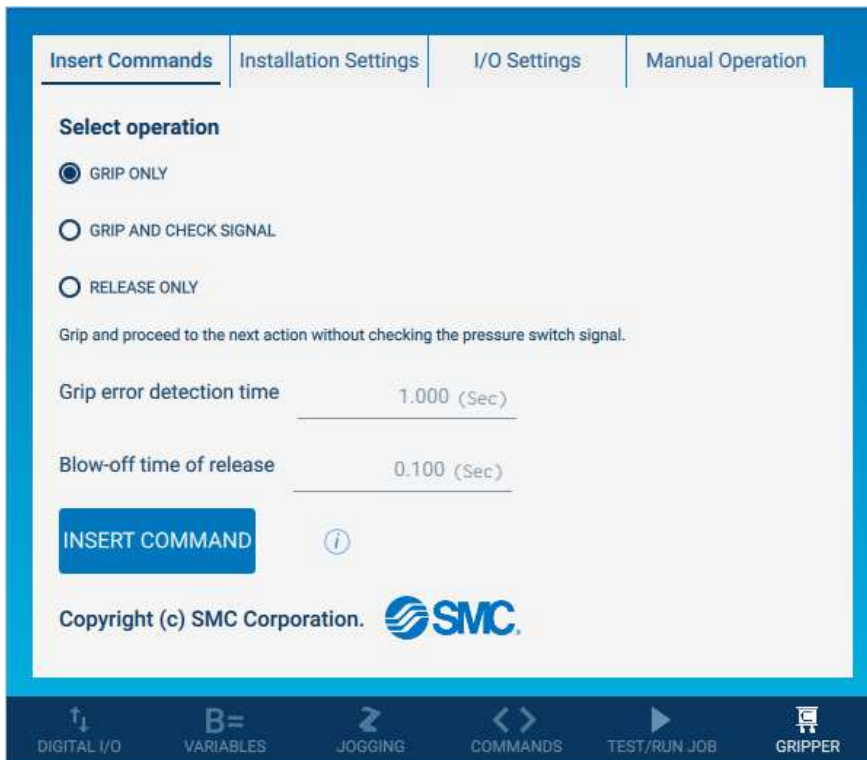 Insert Commands Installation Settings I/O Settings Manual Operation
Select operation
GRIP ONLY
GRIP AND CHECK SIGNAL
RELEASE ONLY
Grip and proceed to the next action without checking the pressure switch signal.
Grip error detection time 1.000 (Sec)
Blow-off time of release 0.100 (Sec)
INSERT COMMAND i
Copyright (c) SMC Corporation. SMC.
B=
DIGITAL I/O VARIABLES JOGGING COMMANDS TEST/RUN JOB GRIPPER